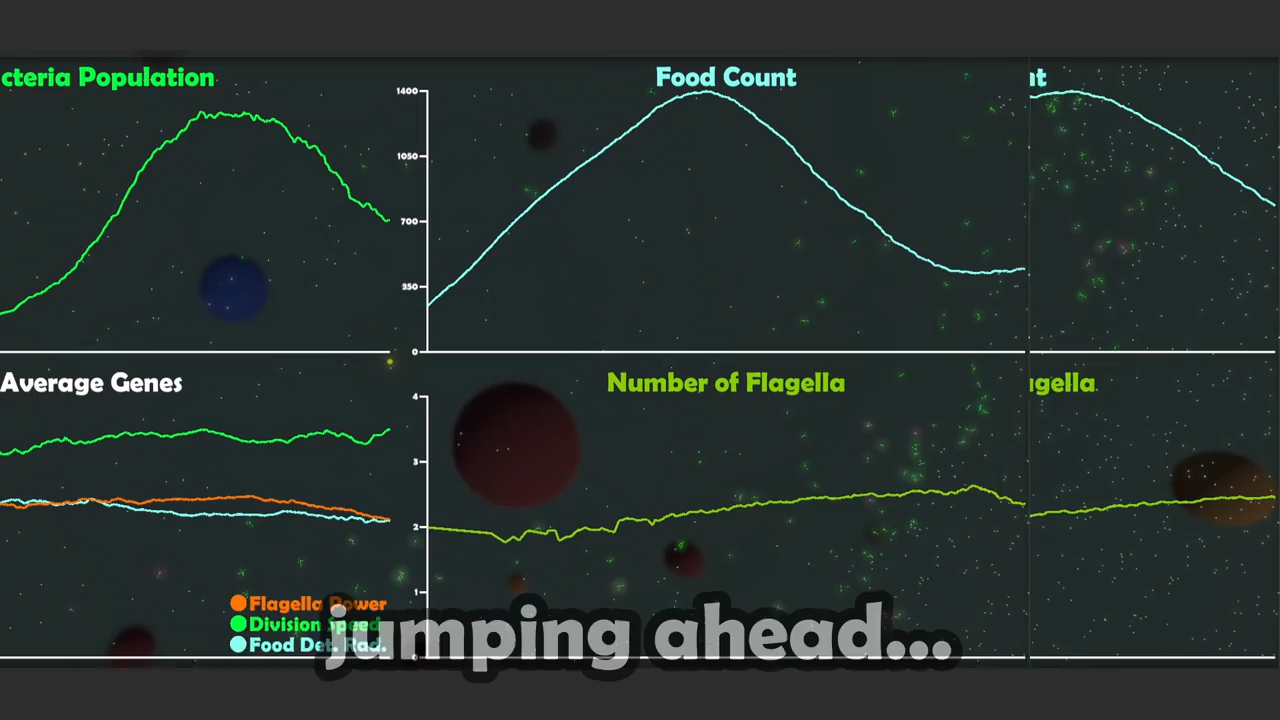 cteria Population
Food Count
nt
1400
1050
700
350
0
Average Genes
Number of Flagella
agella
4
3
2
1
Flagella Power
Division Speed
Food Det. Rad.
jumping ahead...